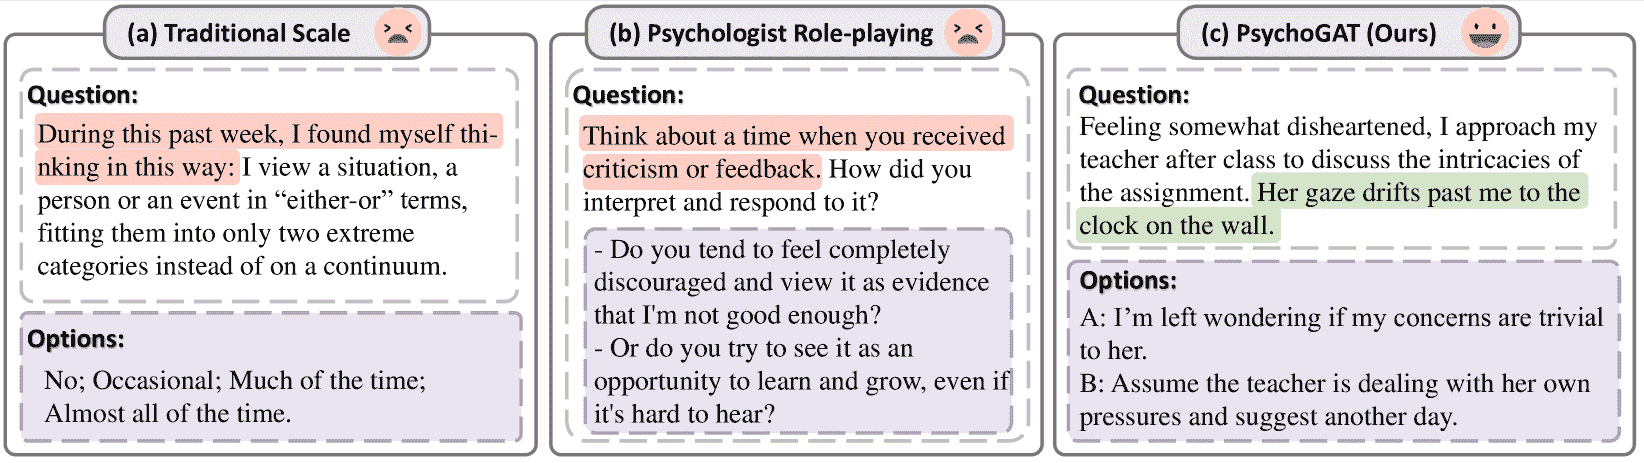 (a) Traditional Scale
Question:
During this past week, I found myself thi-
nking in this way: I view a situation, a
person or an event in “either-or” terms,
fitting them into only two extreme
categories instead of on a continuum.
Options:
No; Occasional; Much of the time;
Almost all of the time.
(b) Psychologist Role-playing
Question:
Think about a time when you received
criticism or feedback. How did you
interpret and respond to it?
- Do you tend to feel completely
discouraged and view it as evidence
that I'm not good enough?
- Or do you try to see it as an
opportunity to learn and grow, even if
it's hard to hear?
(c) PsychoGAT (Ours)
Question:
Feeling somewhat disheartened, I approach my
teacher after class to discuss the intricacies of
the assignment. Her gaze drifts past me to the
clock on the wall.
Options:
A: I’m left wondering if my concerns are trivial
to her.
B: Assume the teacher is dealing with her own
pressures and suggest another day.